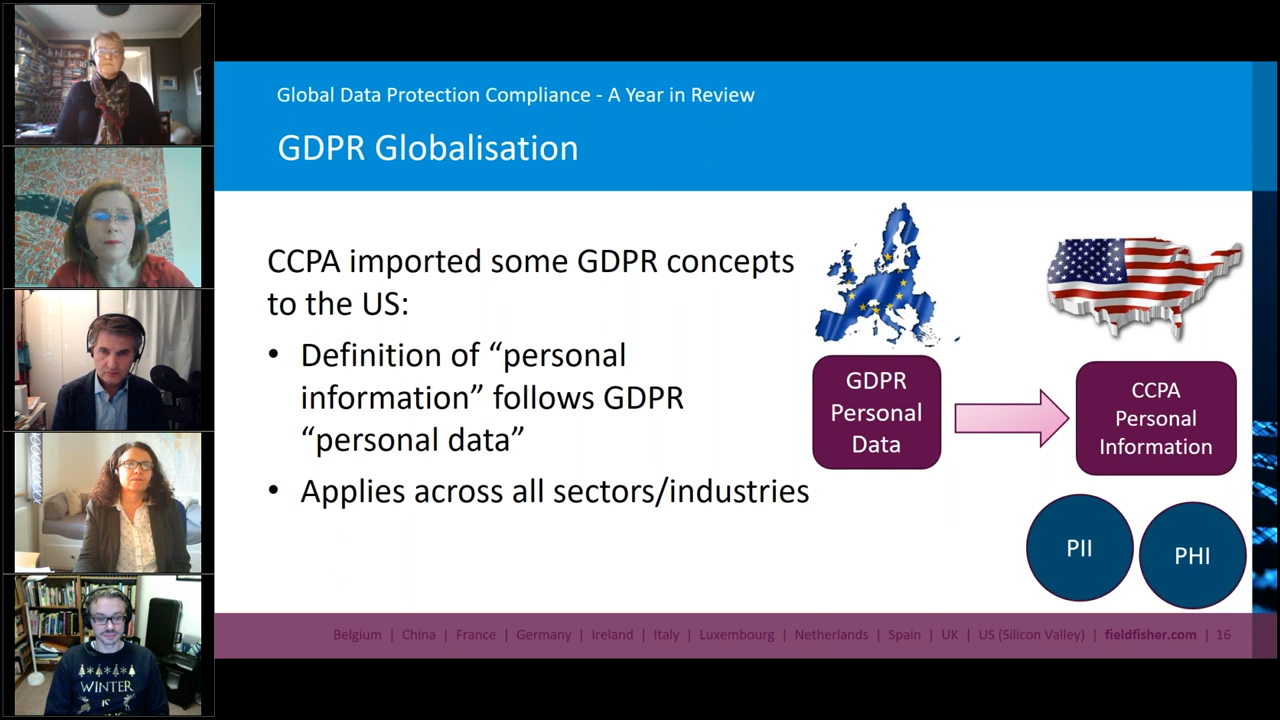 Global Data Protection Compliance - A Year in Review
GDPR Globalisation
CCPA imported some GDPR concepts
to the US:
• Definition of “personal
information” follows GDPR
“personal data”
• Applies across all sectors/industries
GDPR
Personal
Data
CCPA
Personal
Information
PII
PHI
Belgium | China | France | Germany | Ireland | Italy | Luxembourg | Netherlands | Spain | UK | US (Silicon Valley) | fieldfisher.com | 16
WINTER
IS